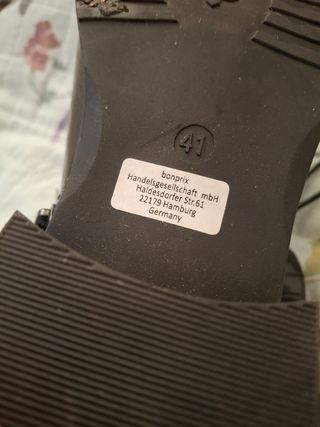 41
bonprix
Handelsgesellschaft mbH
Haldesdorfer Str.61
22179 Hamburg
Germany